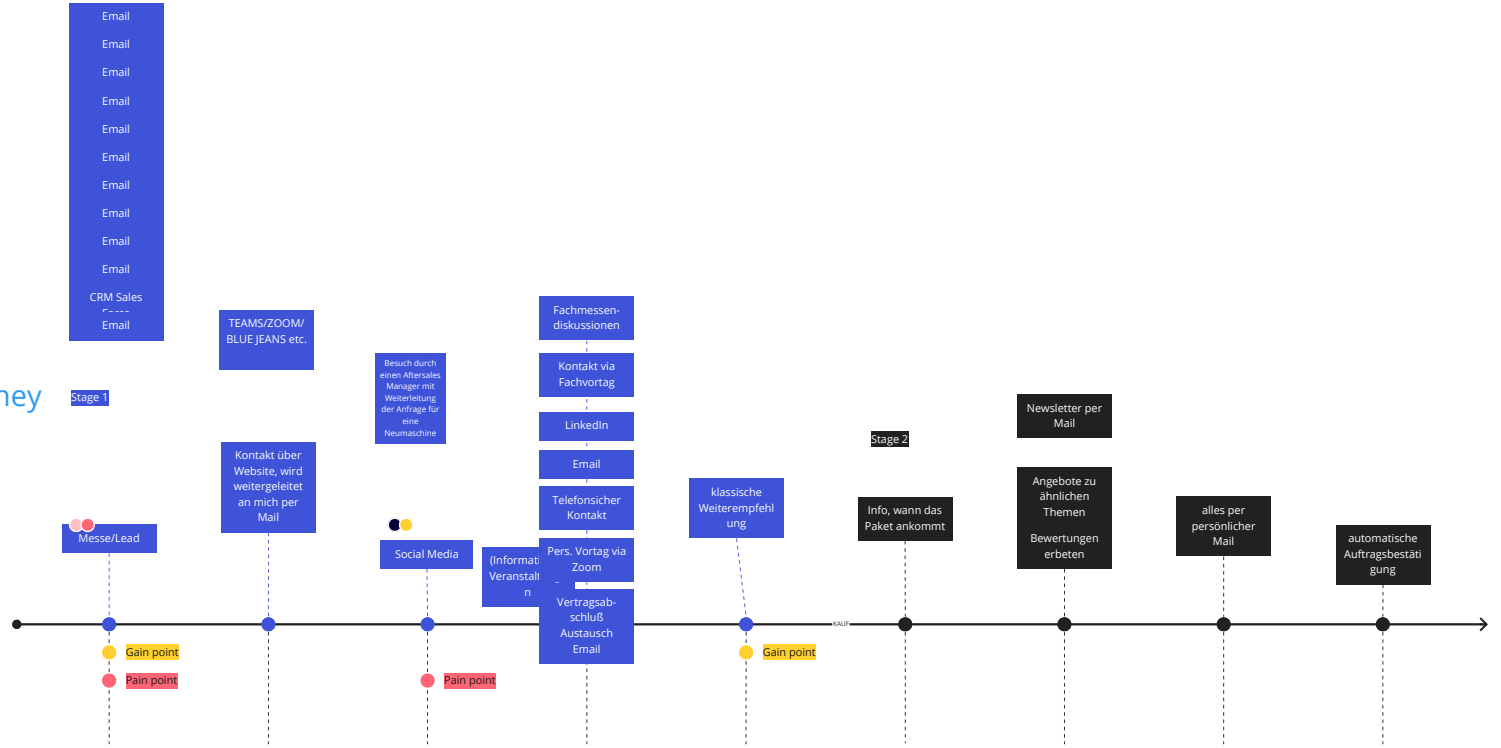 Email
Email
Email
Email
Email
Email
Email
Email
Email
Email
CRM Sales
Email
ney
Stage 1
Messe/Lead
Gain point
Pain point
TEAMS/ZOOM/
BLUE JEANS etc.
Kontakt über
Website, wird
weitergeleitet
an mich per
Mail
Besuch durch
einen Aftersales
Manager mit
Weiterleitung
der Anfrage für
eine
Neumaschine
Social Media
Pain point
(Informati
Veranstalt
n
Fachmessen-
diskussionen
Kontakt via
Fachvortag
LinkedIn
Email
Telefonsicher
Kontakt
Pers. Vortag via
Zoom
Vertragsab-
schluß
Austausch
Email
klassische
Weiterempfehl
ung
Gain point
KAUF
Stage 2
Info, wann das
Paket ankommt
Newsletter per
Mail
Angebote zu
ähnlichen
Themen
Bewertungen
erbeten
alles per
persönlicher
Mail
automatische
Auftragsbestäti
gung